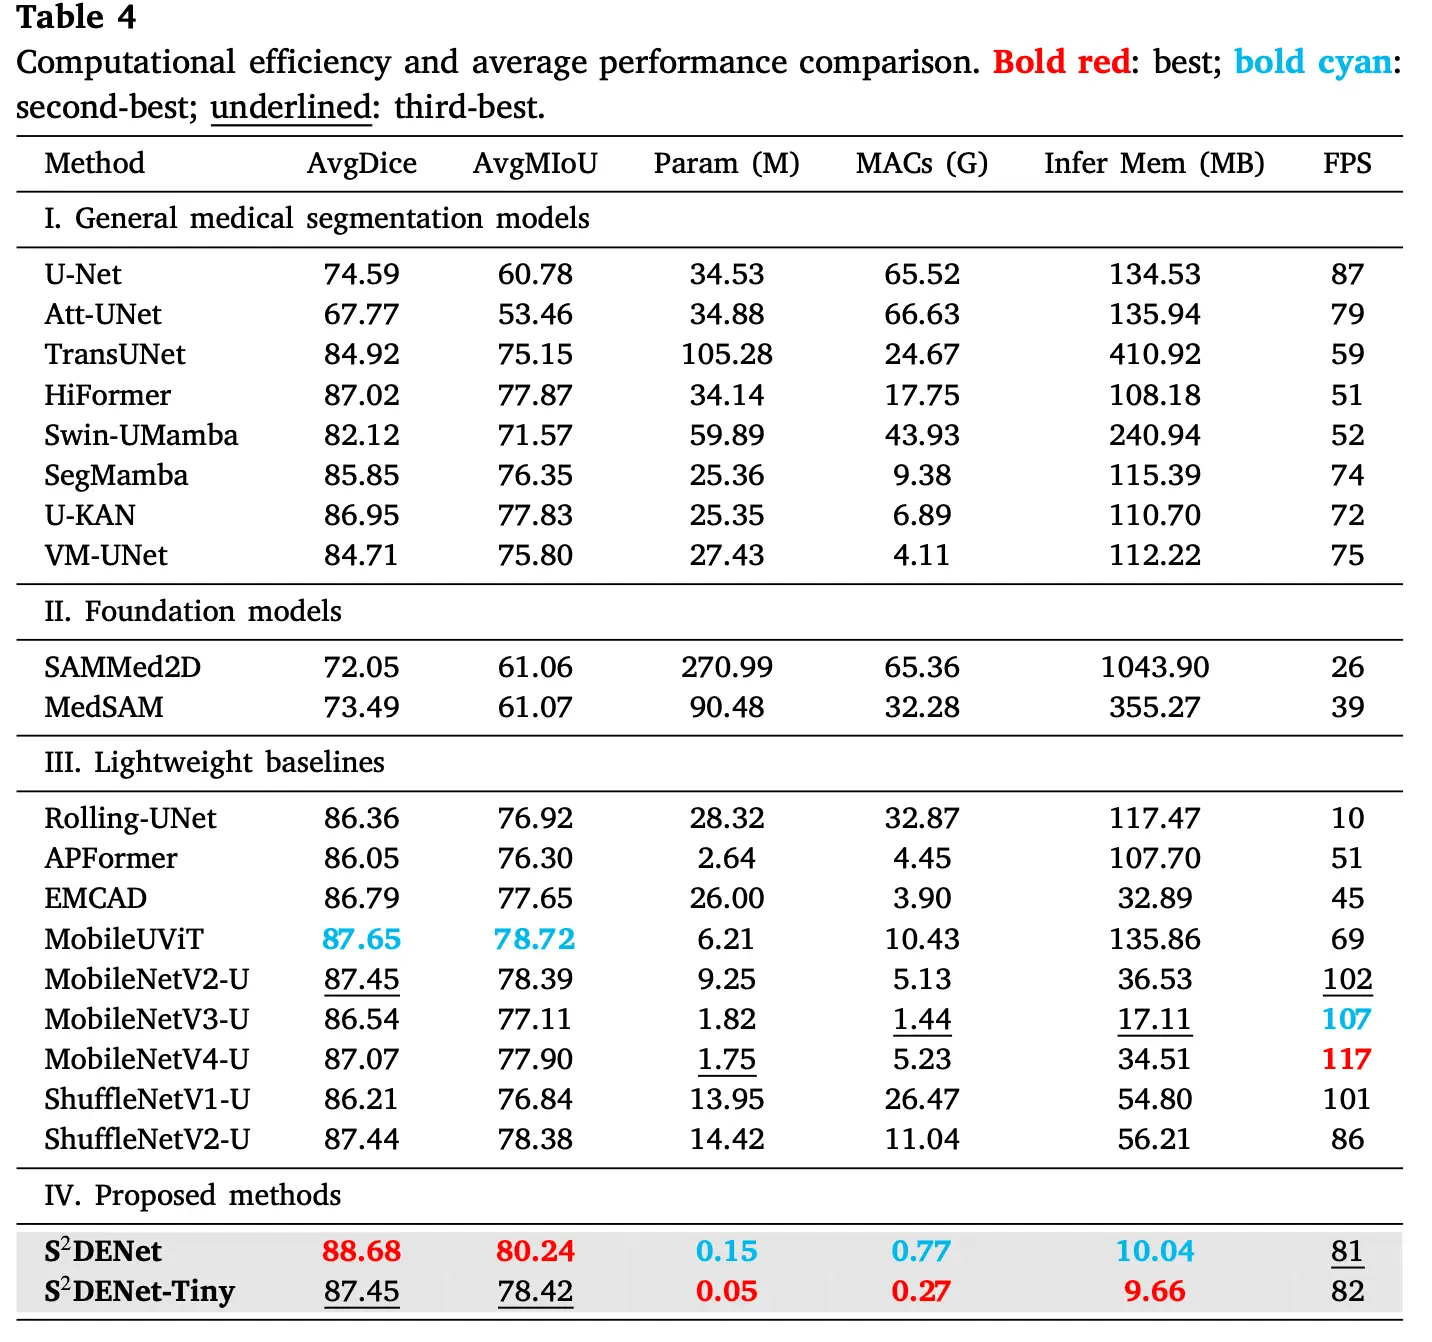 Table 4
Computational efficiency and average performance comparison. Bold red: best; bold cyan:
second-best; underlined: third-best.
Method AvgDice AvgMIoU Param (M) MACs (G) Infer Mem (MB) FPS
I. General medical segmentation models
U-Net 74.59 60.78 34.53 65.52 134.53 87
Att-UNet 67.77 53.46 34.88 66.63 135.94 79
TransUNet 84.92 75.15 105.28 24.67 410.92 59
HiFormer 87.02 77.87 34.14 17.75 108.18 51
Swin-UMamba 82.12 71.57 59.89 43.93 240.94 52
SegMamba 85.85 76.35 25.36 9.38 115.39 74
U-KAN 86.95 77.83 25.35 6.89 110.70 72
VM-UNet 84.71 75.80 27.43 4.11 112.22 75
II. Foundation models
SAMMed2D 72.05 61.06 270.99 65.36 1043.90 26
MedSAM 73.49 61.07 90.48 32.28 355.27 39
III. Lightweight baselines
Rolling-UNet 86.36 76.92 28.32 32.87 117.47 10
APFormer 86.05 76.30 2.64 4.45 107.70 51
EMCAD 86.79 77.65 26.00 3.90 32.89 45
MobileUViT 87.65 78.72 6.21 10.43 135.86 69
MobileNetV2-U 87.45 78.39 9.25 5.13 36.53 102
MobileNetV3-U 86.54 77.11 1.82 1.44 17.11 107
MobileNetV4-U 87.07 77.90 1.75 5.23 34.51 117
ShuffleNetV1-U 86.21 76.84 13.95 26.47 54.80 101
ShuffleNetV2-U 87.44 78.38 14.42 11.04 56.21 86
IV. Proposed methods
S²DENet 88.68 80.24 0.15 0.77 10.04 81
S²DENet-Tiny 87.45 78.42 0.05 0.27 9.66 82